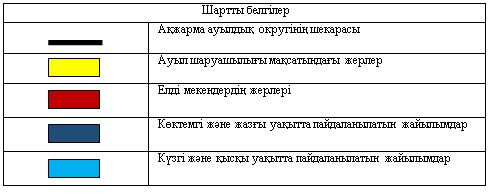 Шартты белгілер
Ақжарма ауылдық округінің шекарасы
Ауыл шаруашылығы мақсатындағы жерлер
Елді мекендердің жерлері
Көктемгі және жазғы уақытта пайдаланылатын жайылымдар
Күзгі және қысқы уақытта пайдаланылатын жайылымдар